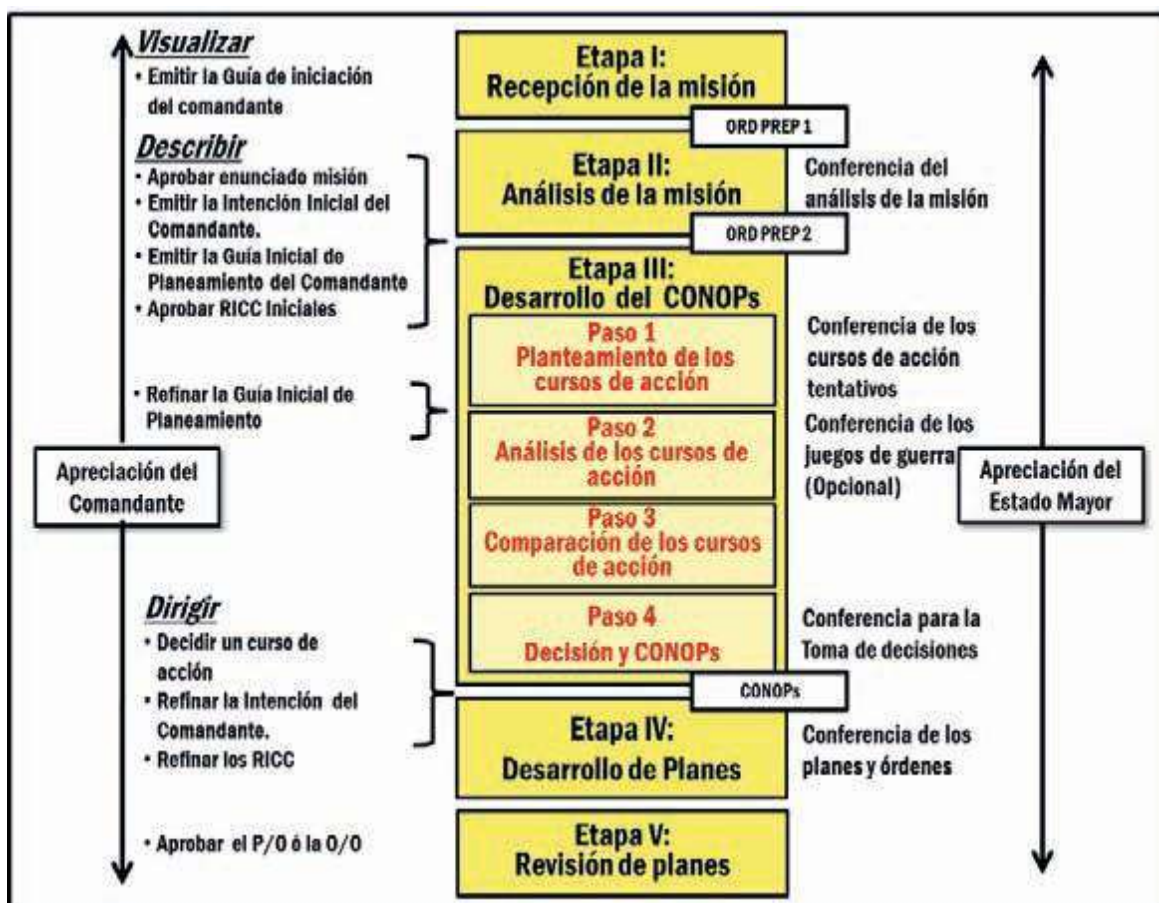 Visualizar
• Emitir la Guía de iniciación
del comandante
Describir
• Aprobar enunciado misión
• Emitir la Intención Inicial del
Comandante.
• Emitir la Guía Inicial de
Planeamiento del Comandante
• Aprobar RICC Iniciales
• Refinar la Guía Inicial de
Planeamiento
Apreciación del
Comandante
Dirigir
• Decidir un curso de
acción
• Refinar la Intención del
Comandante.
• Refinar los RICC
• Aprobar el P/O ó la O/O
Etapa I:
Recepción de la misión
ORD PREP 1
Etapa II:
Análisis de la misión
ORD PREP 2
Etapa III:
Desarrollo del CONOPs
Paso 1
Planteamiento de los
cursos de acción
Paso 2
Análisis de los cursos de
acción
Paso 3
Comparación de los cursos
de acción
Paso 4
Decisión y CONOPs
CONOPs
Etapa IV:
Desarrollo de Planes
Etapa V:
Revisión de planes
Conferencia del
análisis de la misión
Conferencia de los
cursos de acción
tentativos
Conferencia de los
juegos de guerra
(Opcional)
Apreciación del
Estado Mayor
Conferencia para la
Toma de decisiones
Conferencia de los
planes y órdenes